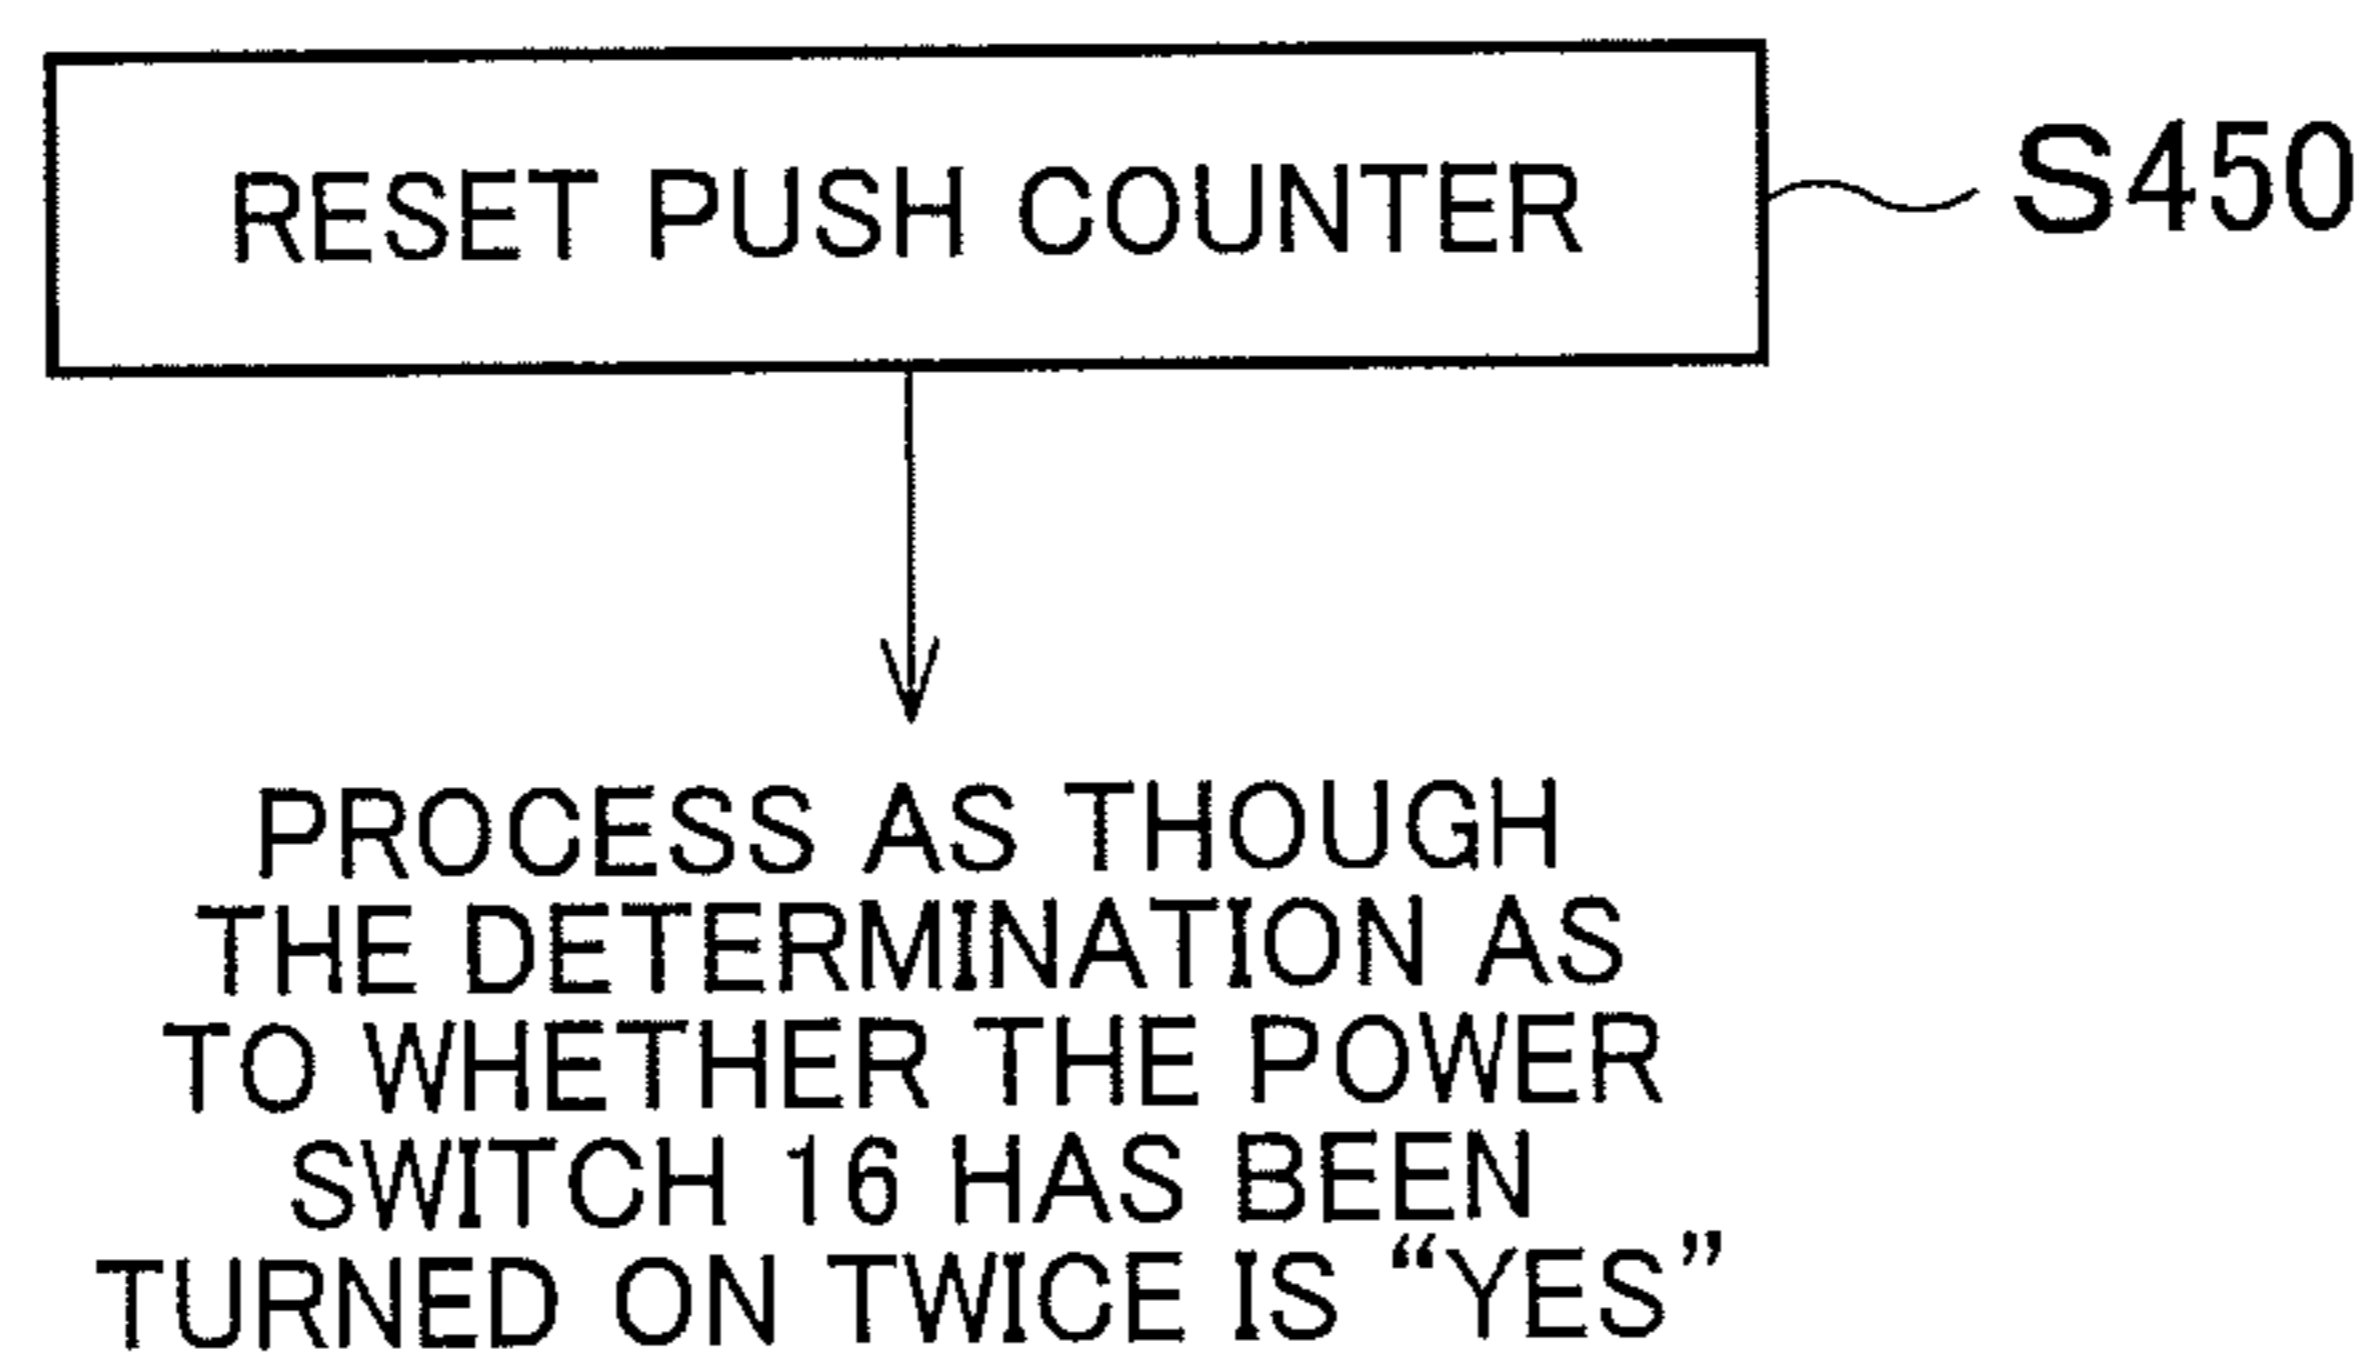 RESET PUSH COUNTER
S450
PROCESS AS THOUGH
THE DETERMINATION AS
TO WHETHER THE POWER
SWITCH 16 HAS BEEN
TURNED ON TWICE IS “YES”